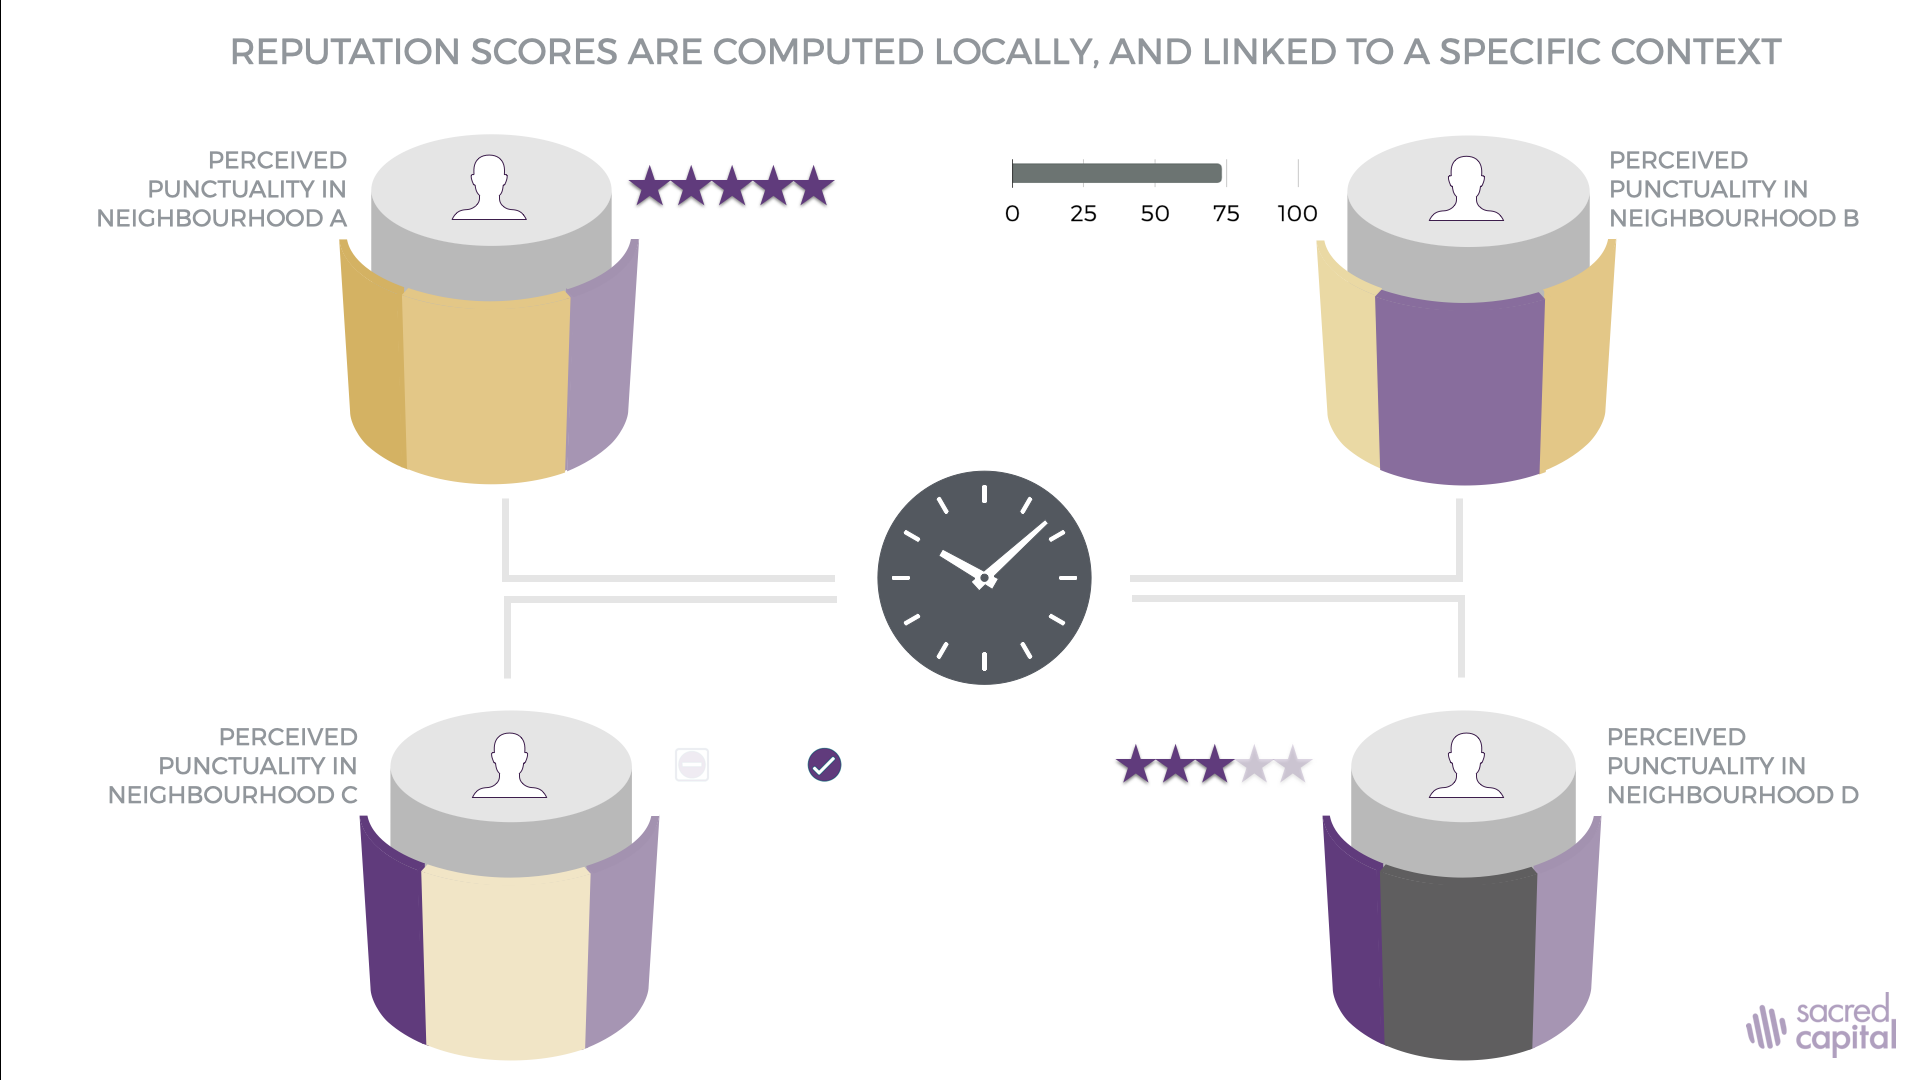 REPUTATION SCORES ARE COMPUTED LOCALLY, AND LINKED TO A SPECIFIC CONTEXT
PERCEIVED
PUNCTUALITY IN
NEIGHBOURHOOD A
0 25 50 75 100
PERCEIVED
PUNCTUALITY IN
NEIGHBOURHOOD B
PERCEIVED
PUNCTUALITY IN
NEIGHBOURHOOD C
PERCEIVED
PUNCTUALITY IN
NEIGHBOURHOOD D
sacred
capital